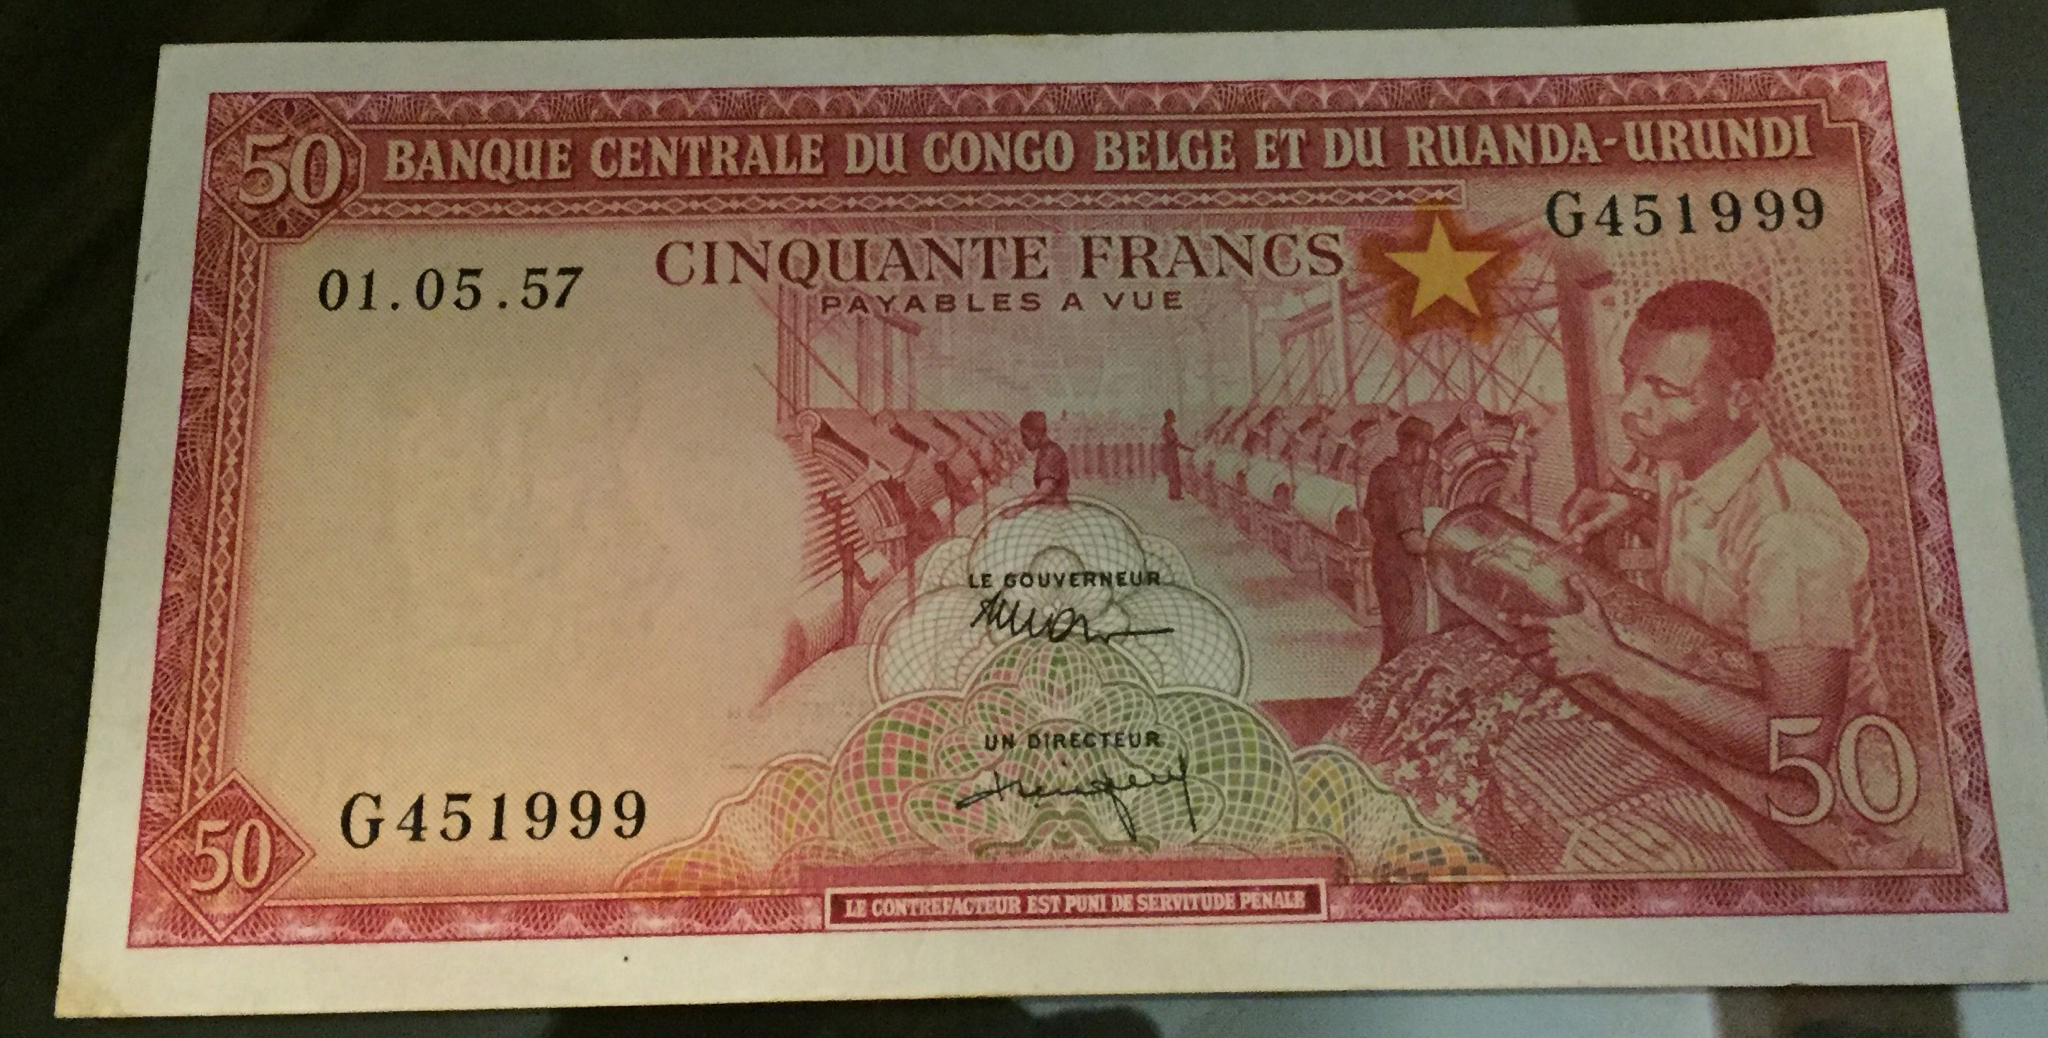 50 BANQUE CENTRALE DU CONGO BELGE ET DU RUANDA-URUNDI
G451999
01.05.57
CINQUANTE FRANCS
PAYABLES A VUE
LE GOUVERNEUR
UN DIRECTEUR
50
G451999
50
LE CONTREFACTEUR EST PUNI DE SERVITUDE PÉNALE